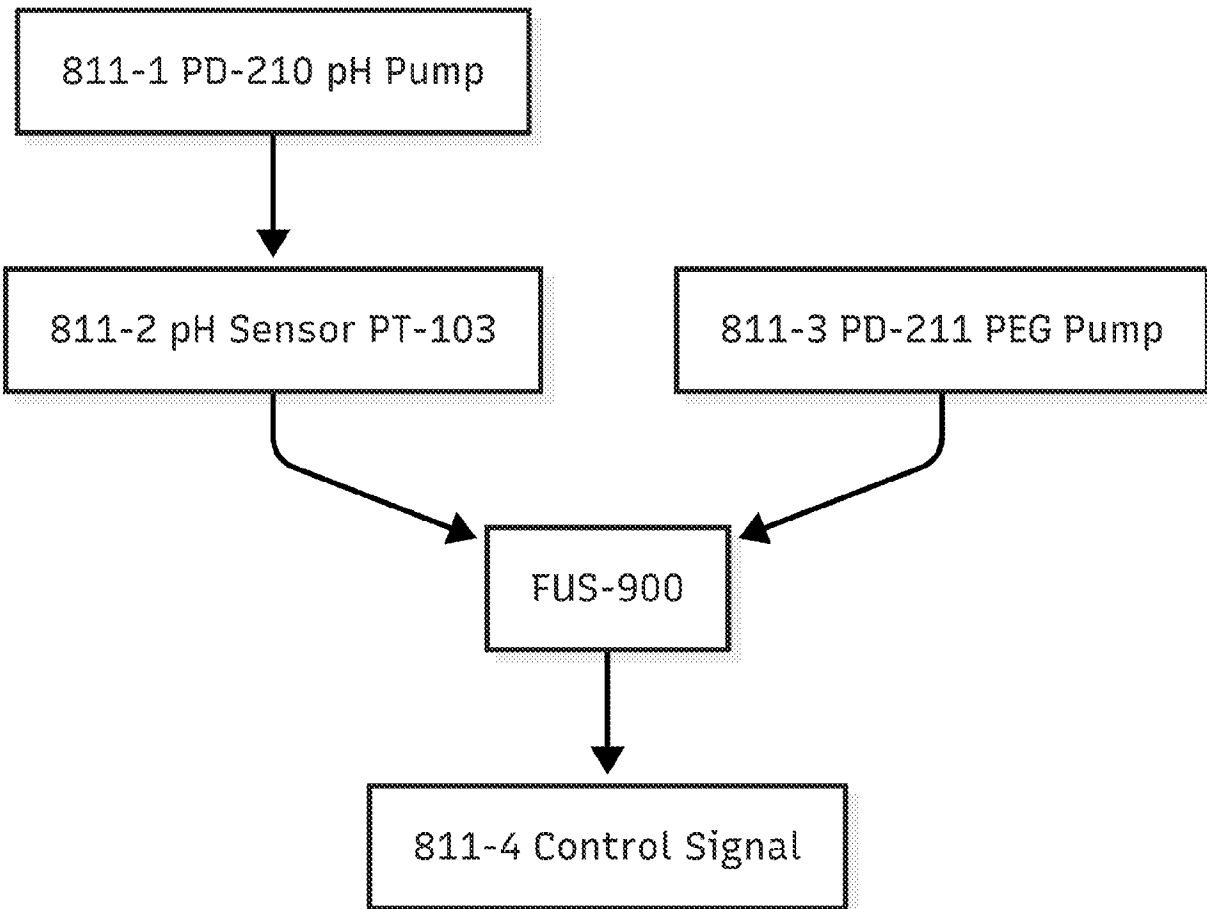 811-1 PD-210 pH Pump
811-2 pH Sensor PT-103
811-3 PD-211 PEG Pump
FUS-900
811-4 Control Signal